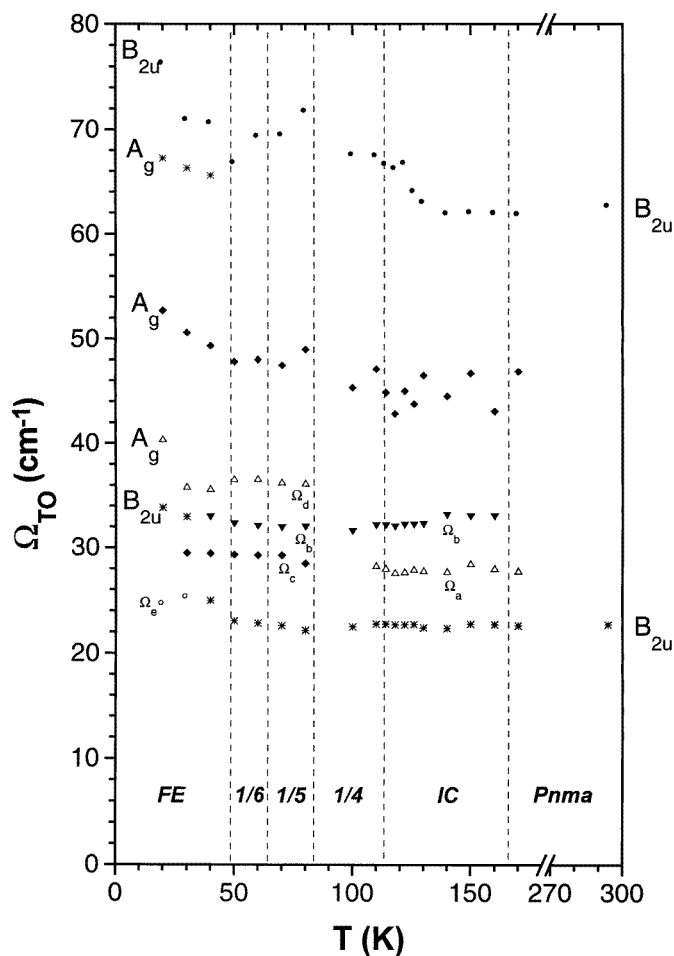 80
B2u
70
Ag
60
B2u
Ag
50
Ag
40
Ωd
B2u
Ωb
Ωb
30
Ωc
Ωa
Ωe
B2u
20
10
FE 1/6 1/5 1/4 IC Pnma
0
0 50 100 150 270 300
T (K)
ΩTO (cm-1)